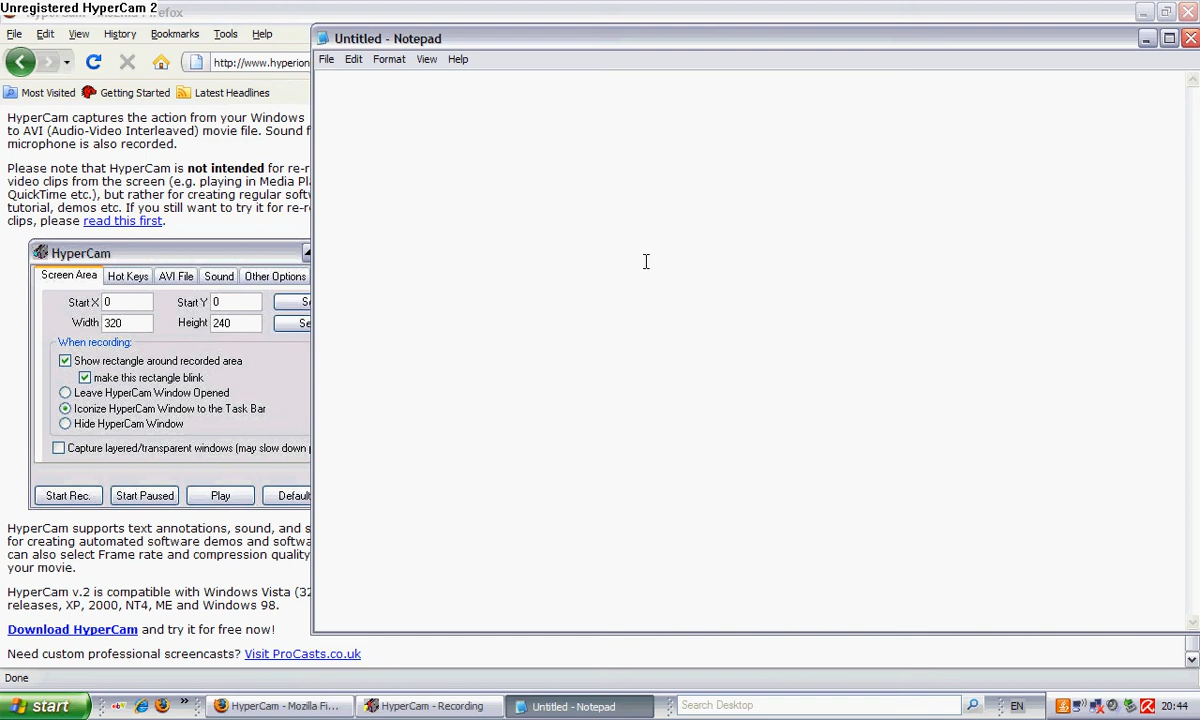 Unregistered HyperCam 2
File Edit View History Bookmarks Tools Help
http://www.hyperion
Most Visited Getting Started Latest Headlines
HyperCam captures the action from your Windows
to AVI (Audio-Video Interleaved) movie file. Sound f
microphone is also recorded.
Please note that HyperCam is not intended for re-r
video clips from the screen (e.g. playing in Media Pla
QuickTime etc.), but rather for creating regular softw
tutorial, demos etc. If you still want to try it for re-re
clips, please read this first.
HyperCam
Screen Area Hot Keys AVI File Sound Other Options
Start X 0 Start Y 0 Se
Width 320 Height 240 Se
When recording:
Show rectangle around recorded area
make this rectangle blink
Leave HyperCam Window Opened
Iconize HyperCam Window to the Task Bar
Hide HyperCam Window
Capture layered/transparent windows (may slow down
Start Rec. Start Paused Play Default
HyperCam supports text annotations, sound, and s
for creating automated software demos and softwa
can also select Frame rate and compression quality
your movie.
HyperCam v.2 is compatible with Windows Vista (32
releases, XP, 2000, NT4, ME and Windows 98.
Download HyperCam and try it for free now!
Need custom professional screencasts? Visit ProCasts.co.uk
Done
Untitled - Notepad
File Edit Format View Help
start HyperCam - Mozilla Fi... HyperCam - Recording Untitled - Notepad Search Desktop EN 20:44